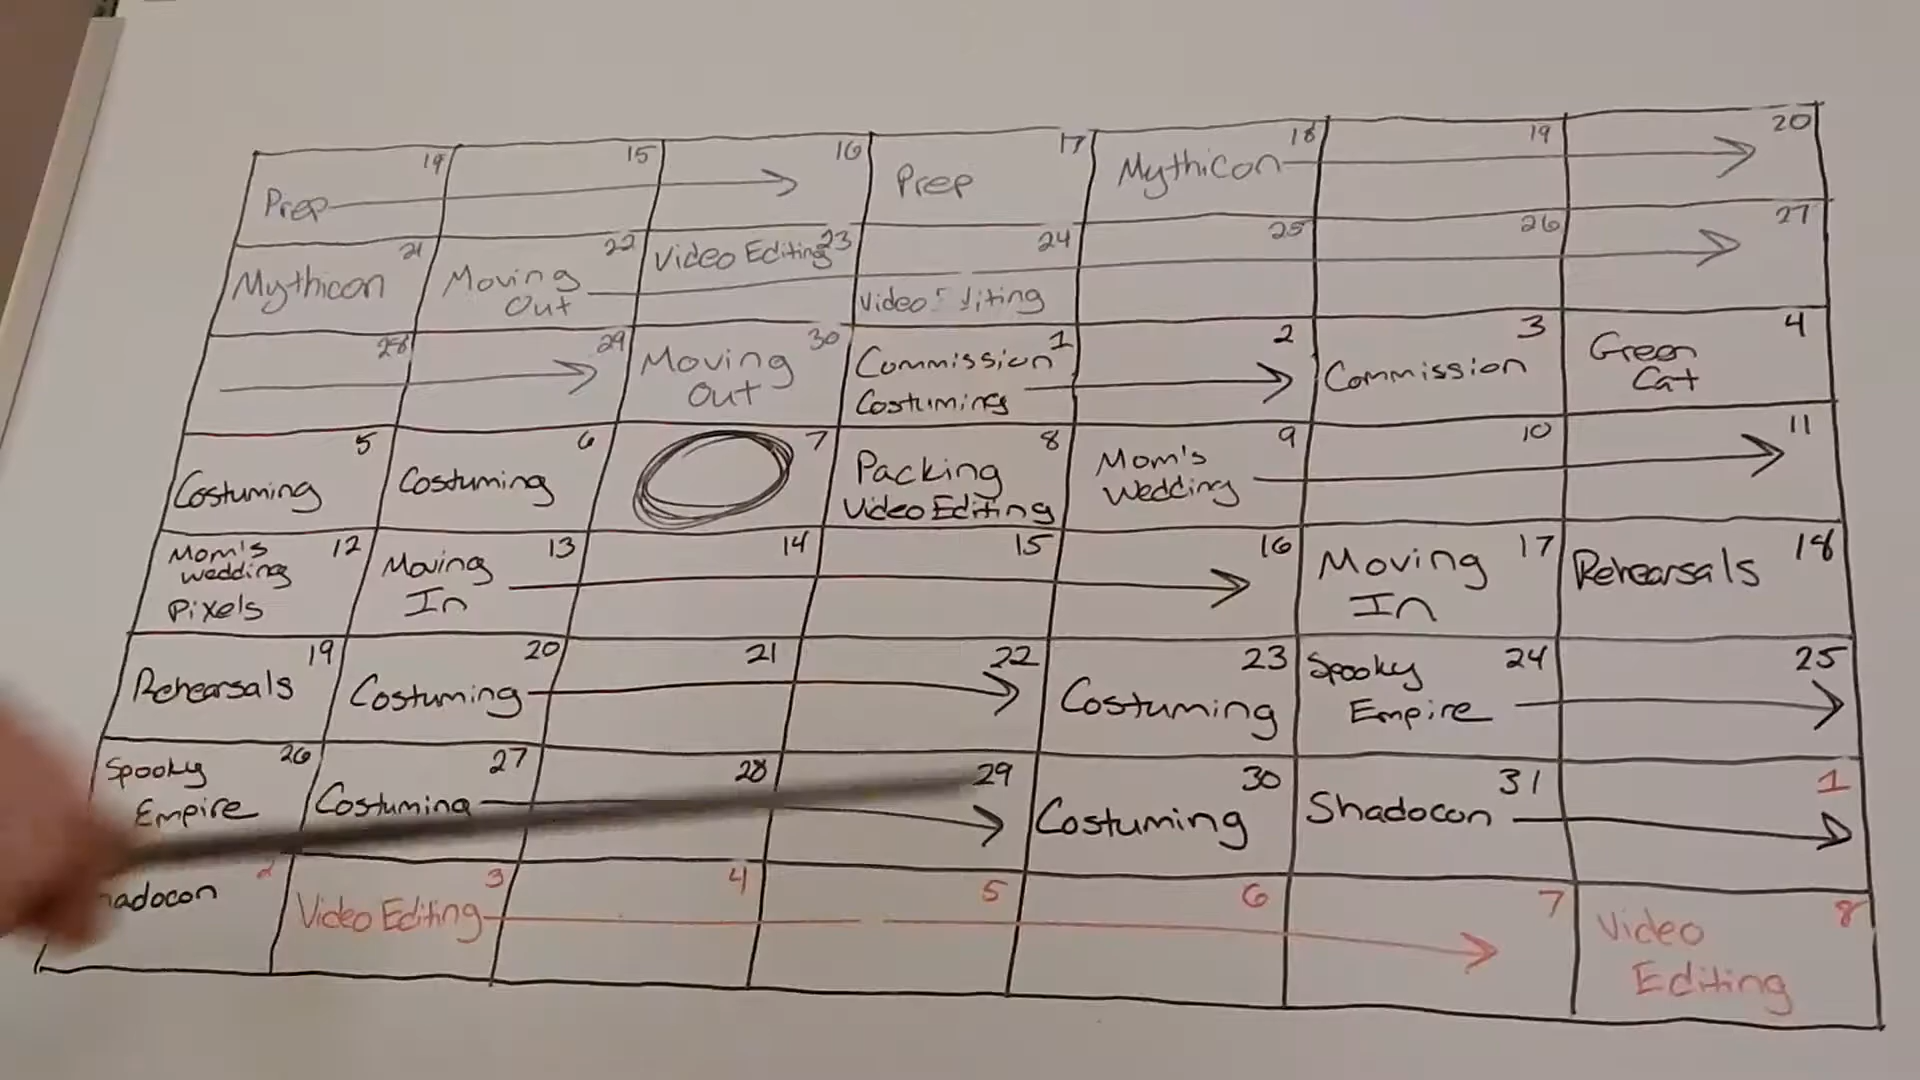 14 15 16 17 18 19 20
Prep Prep Mythicon
21 22 23 24 25 26 27
Mythicon Moving Out Video Editing Video Editing
28 29 30 1 2 3 4
Moving Out Commission Costuming Commission Green Cat
5 6 7 8 9 10 11
Costuming Costuming Packing Video Editing Mom's Wedding
12 13 14 15 16 17 18
Mom's Wedding Pixels Moving In Moving In Rehearsals
19 20 21 22 23 24 25
Rehearsals Costuming Costuming Spooky Empire
26 27 28 29 30 31 1
Spooky Empire Costuming Costuming Shadocon
2 3 4 5 6 7 8
hadocon Video Editing Video Editing